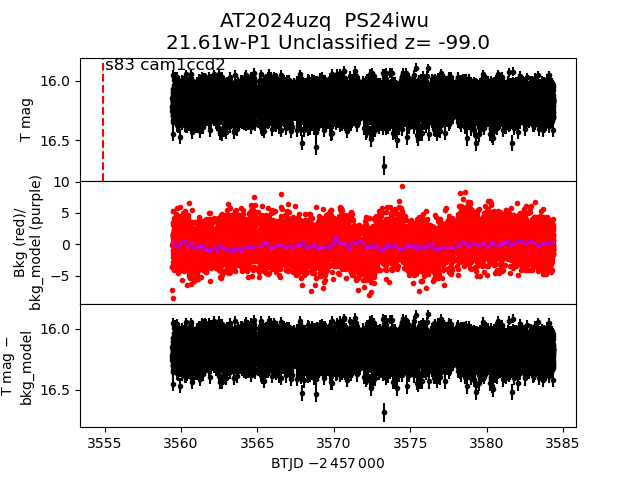 AT2024uzq  PS24iwu
21.61w-P1 Unclassified z= -99.0
s83 cam1ccd2
16.0
16.5
T mag
10
5
0
−5
Bkg (red)/
bkg_model (purple)
16.0
16.5
T mag −
bkg_model
3555 3560 3565 3570 3575 3580 3585
BTJD −2 457 000